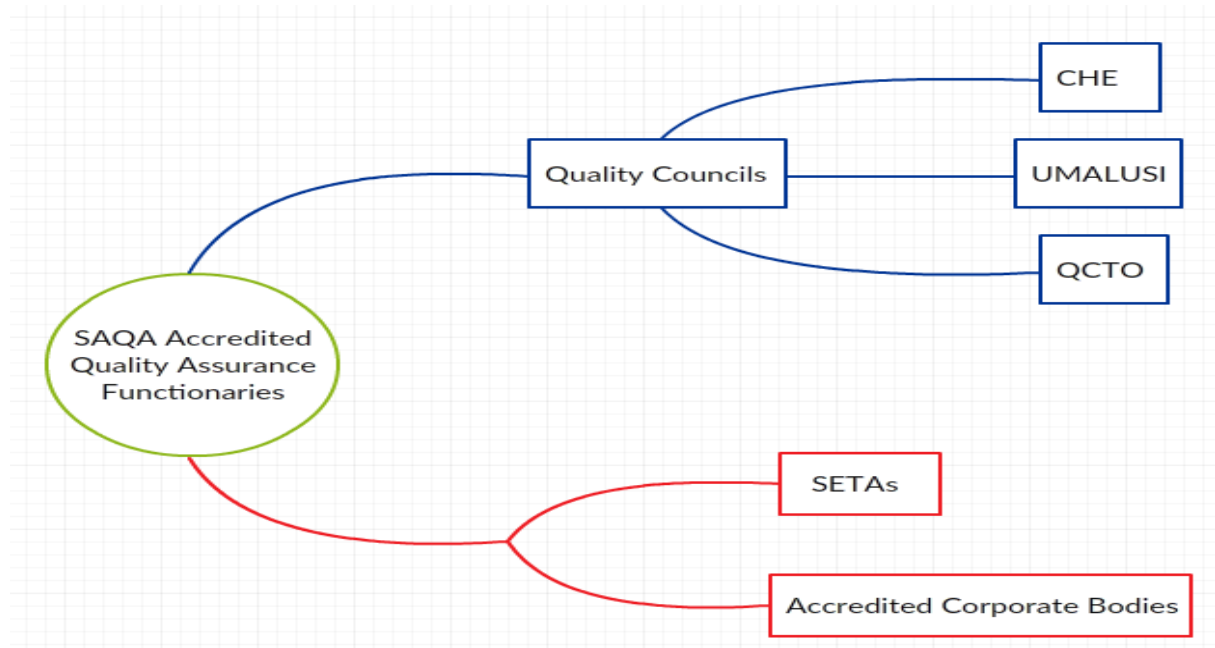 CHE
Quality Councils
UMALUSI
QCTO
SAQA Accredited
Quality Assurance
Functionaries
SETAs
Accredited Corporate Bodies